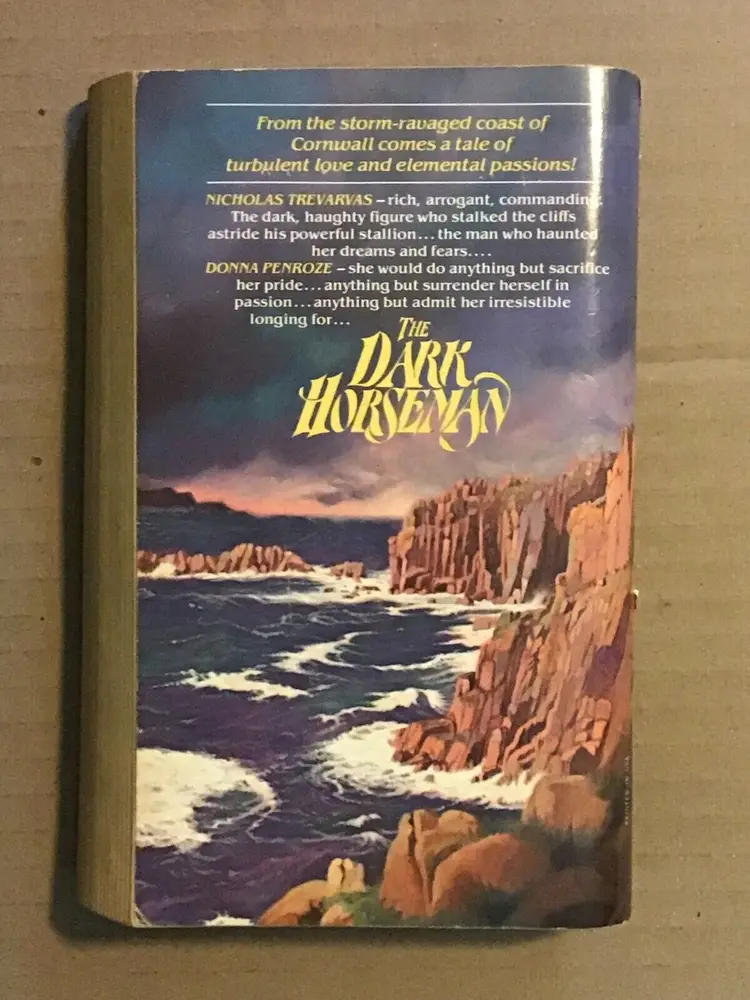 From the storm-ravaged coast of
Cornwall comes a tale of
turbulent love and elemental passions!
NICHOLAS TREVARVAS – rich, arrogant, commanding.
The dark, haughty figure who stalked the cliffs
astride his powerful stallion... the man who haunted
her dreams and fears....
DONNA PENROZE – she would do anything but sacrifice
her pride... anything but surrender herself in
passion... anything but admit her irresistible
longing for...
THE
DARK
HORSEMAN
PRINTED IN USA